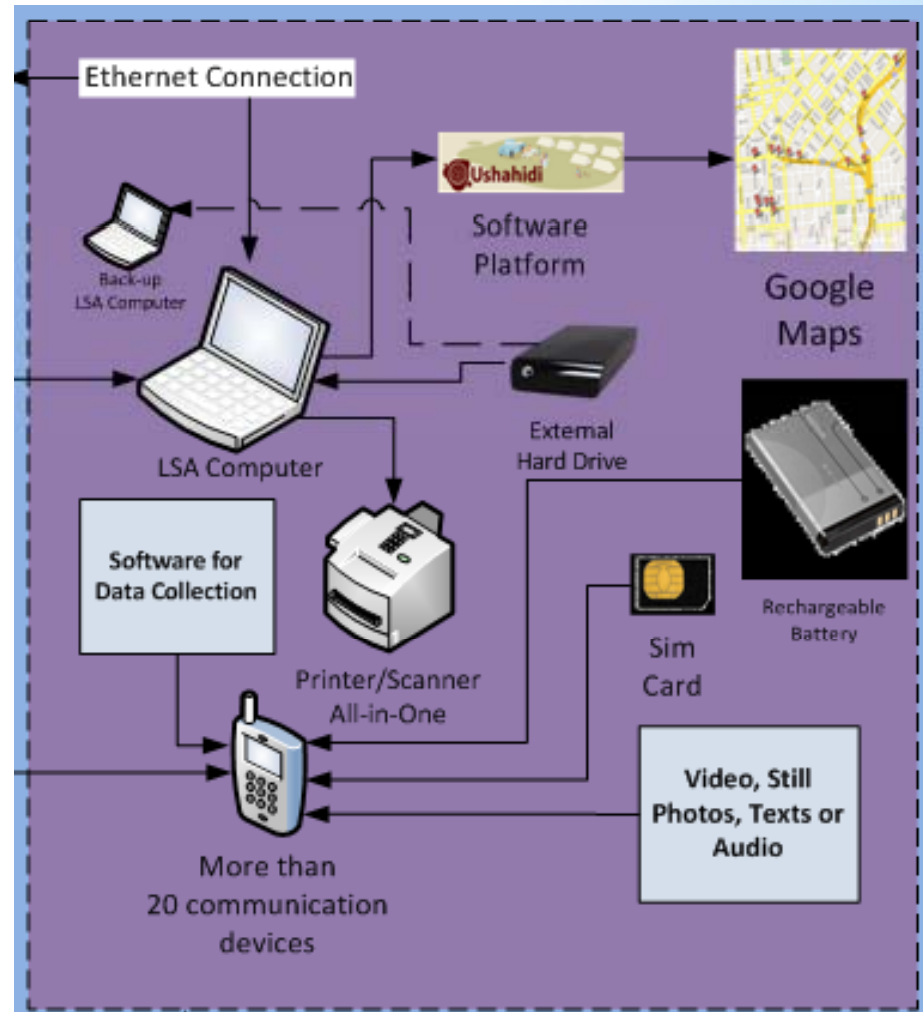 Ethernet Connection
Ushahidi
Software
Platform
Google
Maps
Back-up
LSA Computer
LSA Computer
External
Hard Drive
Software for
Data Collection
Printer/Scanner
All-in-One
Sim
Card
Rechargeable
Battery
Video, Still
Photos, Texts or
Audio
More than
20 communication
devices